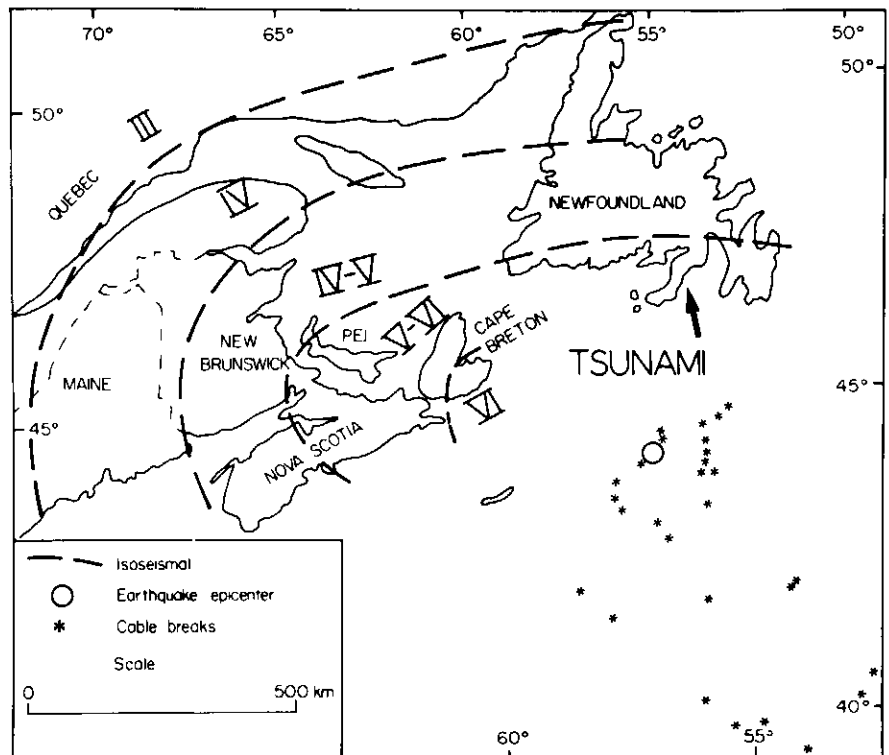 70°
65°
60°
55°
50°
50°
50°
III
QUEBEC
IV
NEWFOUNDLAND
IV-V
V-VI
CAPE
BRETON
PEI
NEW
BRUNSWICK
MAINE
TSUNAMI
VI
45°
45°
NOVA SCOTIA
Isoseismal
Earthquake epicenter
Cable breaks
Scale
0
500 km
40°
60°
55°